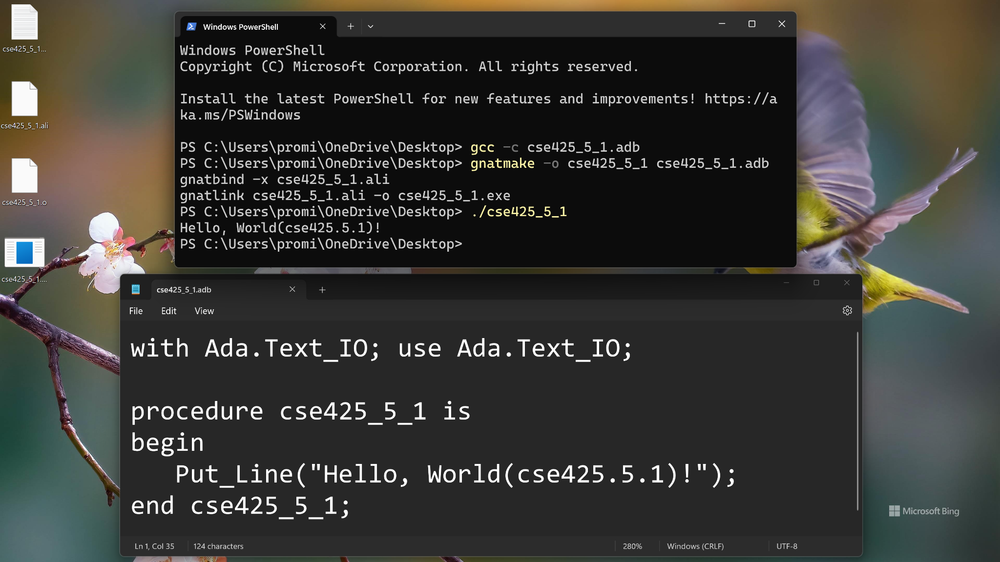 cse425_5_1...
cse425_5_1.ali
cse425_5_1.o
cse425_5_1....
Windows PowerShell
Windows PowerShell
Copyright (C) Microsoft Corporation. All rights reserved.
Install the latest PowerShell for new features and improvements! https://a
ka.ms/PSWindows
PS C:\Users\promi\OneDrive\Desktop> gcc -c cse425_5_1.adb
PS C:\Users\promi\OneDrive\Desktop> gnatmake -o cse425_5_1 cse425_5_1.adb
gnatbind -x cse425_5_1.ali
gnatlink cse425_5_1.ali -o cse425_5_1.exe
PS C:\Users\promi\OneDrive\Desktop> ./cse425_5_1
Hello, World(cse425.5.1)!
PS C:\Users\promi\OneDrive\Desktop>
cse425_5_1.adb
File Edit View
with Ada.Text_IO; use Ada.Text_IO;
procedure cse425_5_1 is
begin
   Put_Line("Hello, World(cse425.5.1)!");
end cse425_5_1;
Ln 1, Col 35 124 characters 280% Windows (CRLF) UTF-8
Microsoft Bing